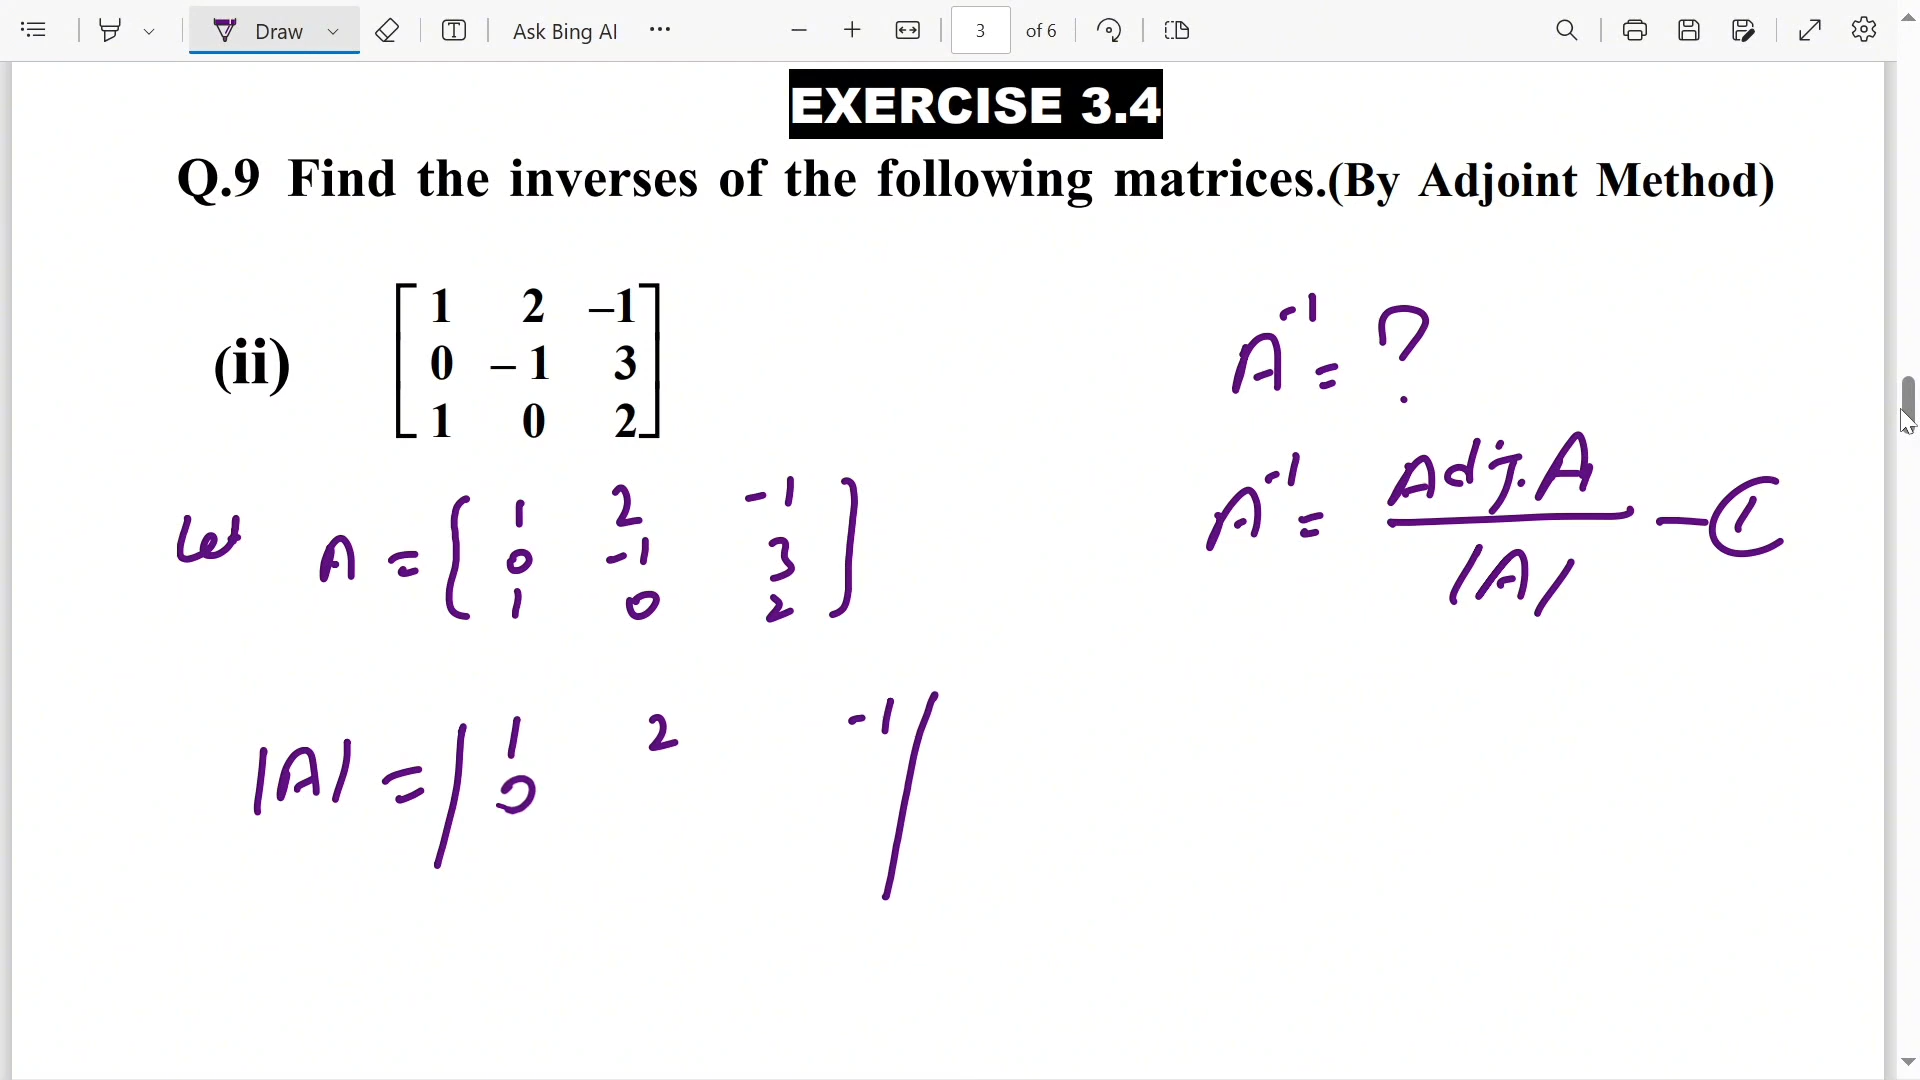 Draw Ask Bing AI 3 of 6
EXERCISE 3.4
Q.9 Find the inverses of the following matrices.(By Adjoint Method)
(ii) [ 1 2 –1
0 – 1 3
1 0 2 ]
A⁻¹ = ?
A⁻¹ = Adj. A / |A| – ①
Let A = [ 1 2 -1
0 -1 3
1 0 2 ]
|A| = | 1 2 -1 |
0